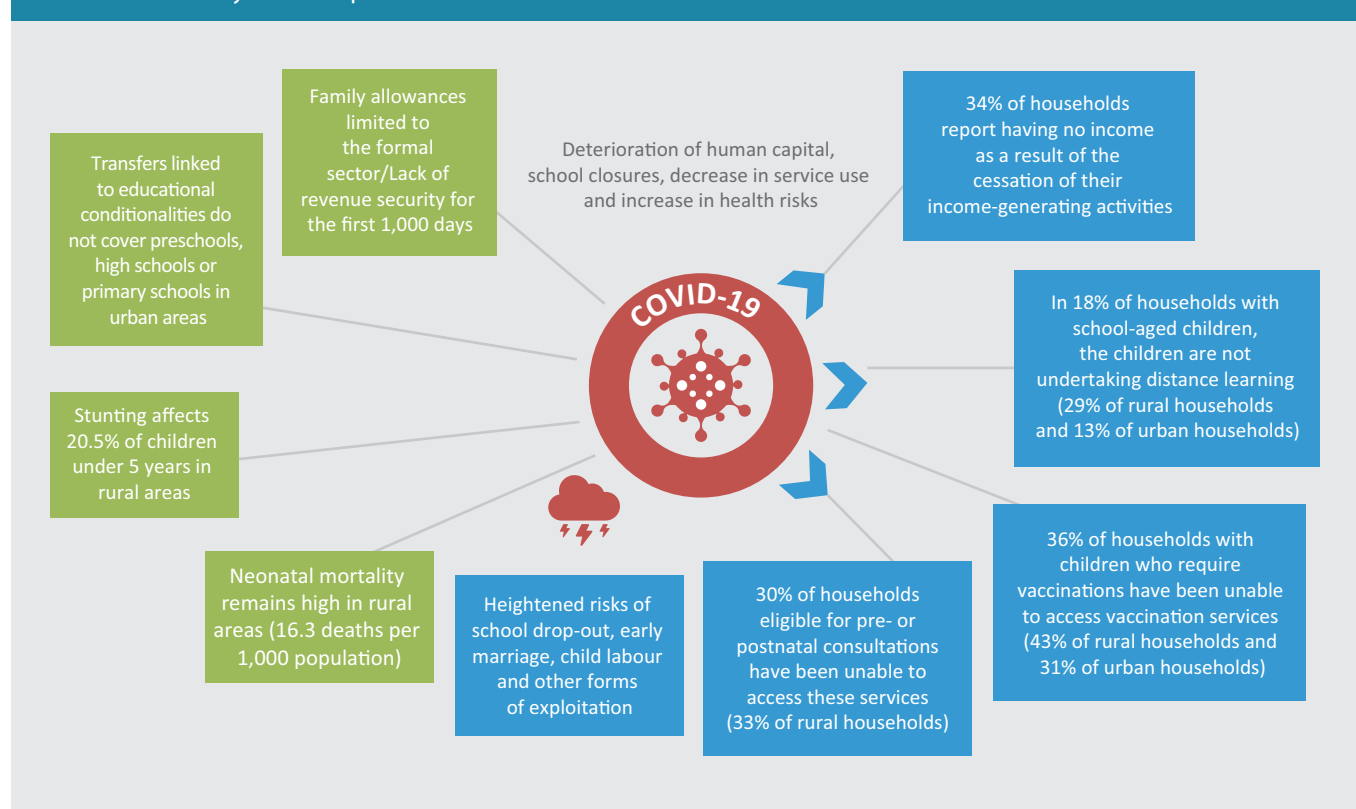 Family allowances
limited to
the formal
sector/Lack of
revenue security for
the first 1,000 days
Transfers linked
to educational
conditionalities do
not cover preschools,
high schools or
primary schools in
urban areas
Stunting affects
20.5% of children
under 5 years in
rural areas
Neonatal mortality
remains high in rural
areas (16.3 deaths per
1,000 population)
Deterioration of human capital,
school closures, decrease in service use
and increase in health risks
COVID-19
34% of households
report having no income
as a result of the
cessation of their
income-generating activities
In 18% of households with
school-aged children,
the children are not
undertaking distance learning
(29% of rural households
and 13% of urban households)
36% of households with
children who require
vaccinations have been unable
to access vaccination services
(43% of rural households and
31% of urban households)
30% of households
eligible for pre- or
postnatal consultations
have been unable to
access these services
(33% of rural households)
Heightened risks of
school drop-out, early
marriage, child labour
and other forms
of exploitation